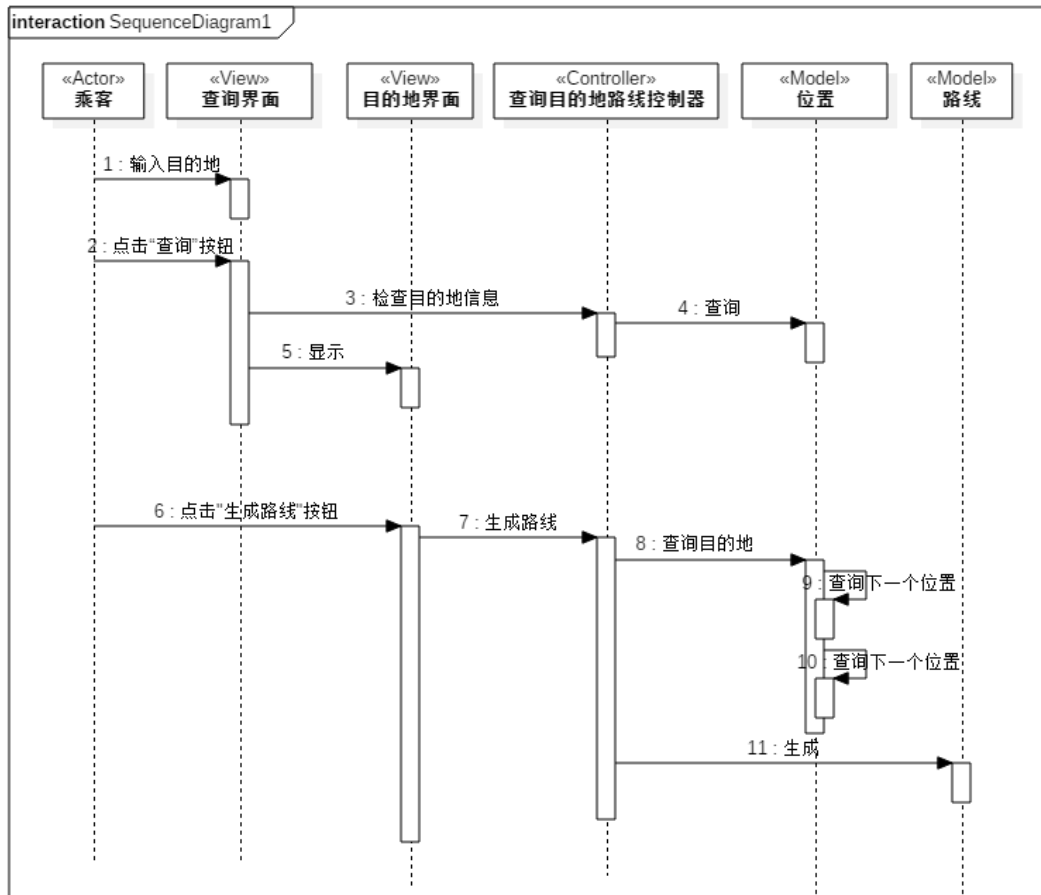 interaction SequenceDiagram1
«Actor»
乘客
«View»
查询界面
«View»
目的地界面
«Controller»
查询目的地路线控制器
«Model»
位置
«Model»
路线
1 : 输入目的地
2 : 点击“查询”按钮
3 : 检查目的地信息
4 : 查询
5 : 显示
6 : 点击“生成路线”按钮
7 : 生成路线
8 : 查询目的地
9 : 查询下一个位置
10 : 查询下一个位置
11 : 生成